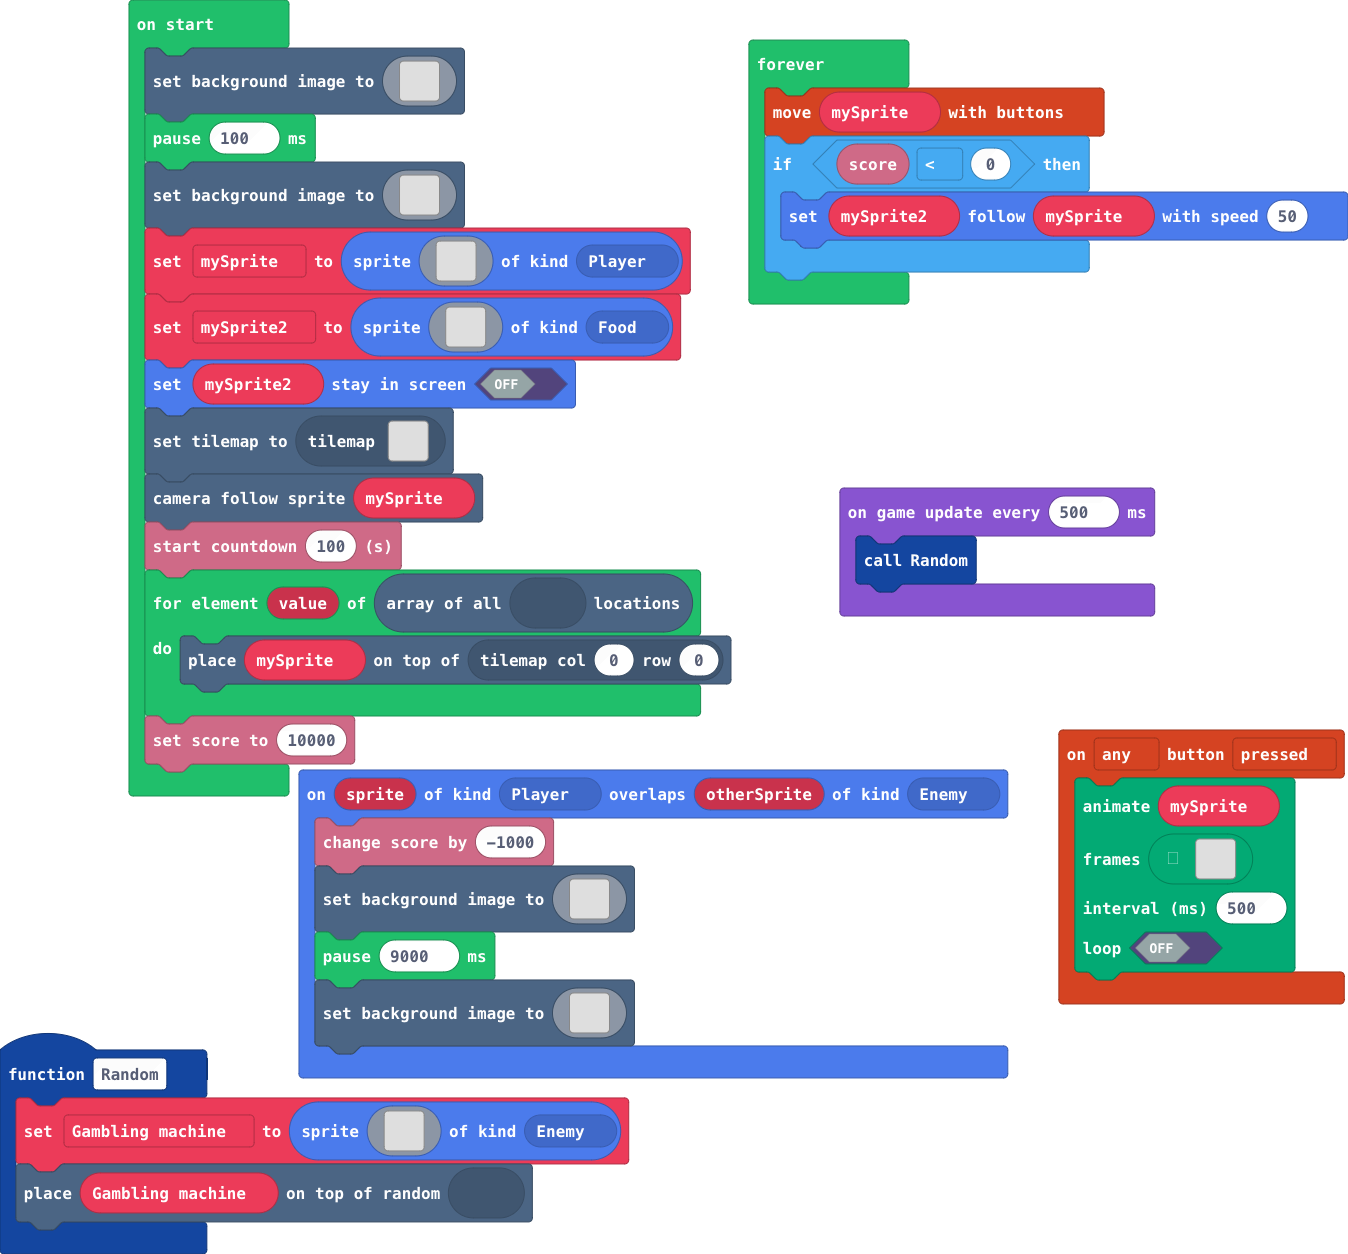 on start
set background image to
pause 100 ms
set background image to
set mySprite to sprite of kind Player
set mySprite2 to sprite of kind Food
set mySprite2 stay in screen OFF
set tilemap to tilemap
camera follow sprite mySprite
start countdown 100 (s)
for element value of array of all locations
do place mySprite on top of tilemap col 0 row 0
set score to 10000
forever
move mySprite with buttons
if score < 0 then
set mySprite2 follow mySprite with speed 50
on game update every 500 ms
call Random
on any button pressed
animate mySprite
frames
interval (ms) 500
loop OFF
on sprite of kind Player overlaps otherSprite of kind Enemy
change score by -1000
set background image to
pause 9000 ms
set background image to
function Random
set Gambling machine to sprite of kind Enemy
place Gambling machine on top of random